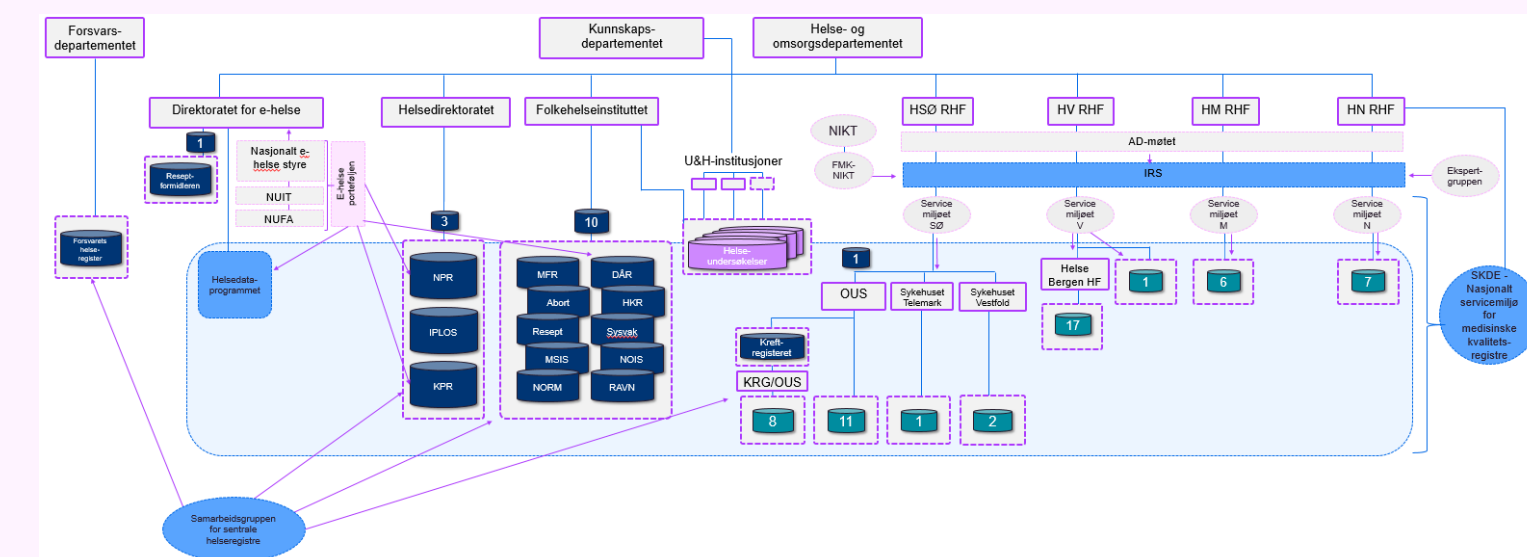 Forsvars-
departementet
Kunnskaps-
departementet
Helse- og
omsorgsdepartementet
Direktoratet for e-helse
Helsedirektoratet
Folkehelseinstituttet
HSØ RHF
HV RHF
HM RHF
HN RHF
1
Resept-
formidleren
Nasjonalt e-
helse styre
NUIT
NUFA
E-helse
porteføljen
U&H-institusjoner
NIKT
FMK-
NIKT
AD-møtet
IRS
Ekspert-
gruppen
Service
miljøet
SØ
Service
miljøet
V
Service
miljøet
M
Service
miljøet
N
3
10
Forsvarets
helse-
register
Helsedata-
programmet
NPR
IPLOS
KPR
MFR
DÅR
Abort
HKR
Resept
Sysvak
MSIS
NOIS
NORM
RAVN
Helse-
undersøkelser
1
OUS
Sykehuset
Telemark
Sykehuset
Vestfold
Helse
Bergen HF
1
6
7
17
Kreft-
registeret
KRG/OUS
8
11
1
2
SKDE -
Nasjonalt
servicemiljø
for
medisinske
kvalitets-
registre
Samarbeidsgruppen
for sentrale
helseregistre